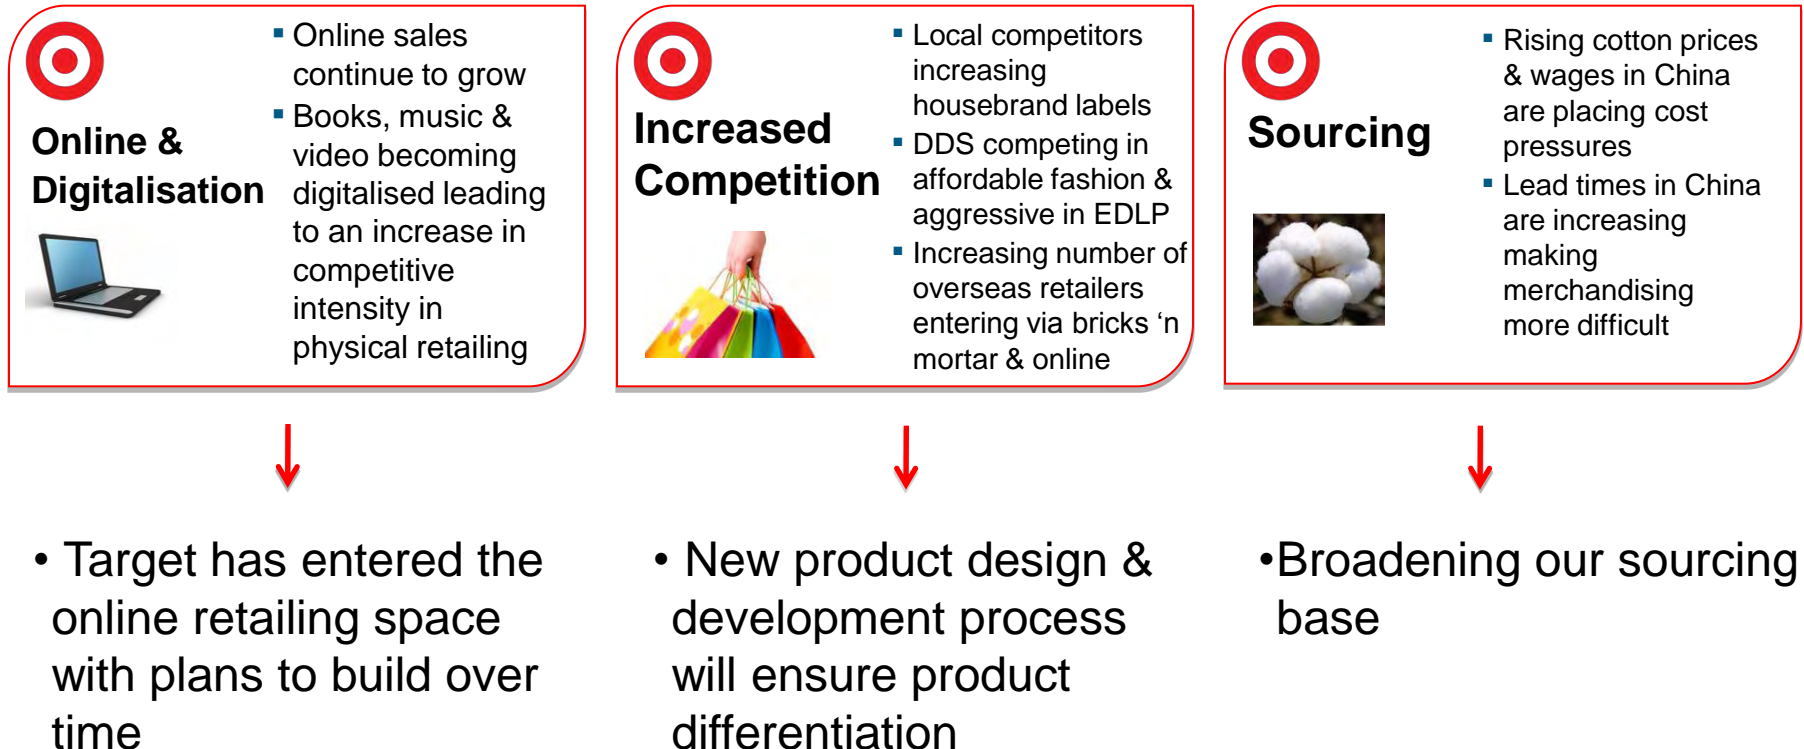 Online &
Digitalisation
▪ Online sales
continue to grow
▪ Books, music &
video becoming
digitalised leading
to an increase in
competitive
intensity in
physical retailing
Increased
Competition
▪ Local competitors
increasing
housebrand labels
▪ DDS competing in
affordable fashion &
aggressive in EDLP
▪ Increasing number of
overseas retailers
entering via bricks ‘n
mortar & online
Sourcing
▪ Rising cotton prices
& wages in China
are placing cost
pressures
▪ Lead times in China
are increasing
making
merchandising
more difficult
• Target has entered the
online retailing space
with plans to build over
time
• New product design &
development process
will ensure product
differentiation
•Broadening our sourcing
base